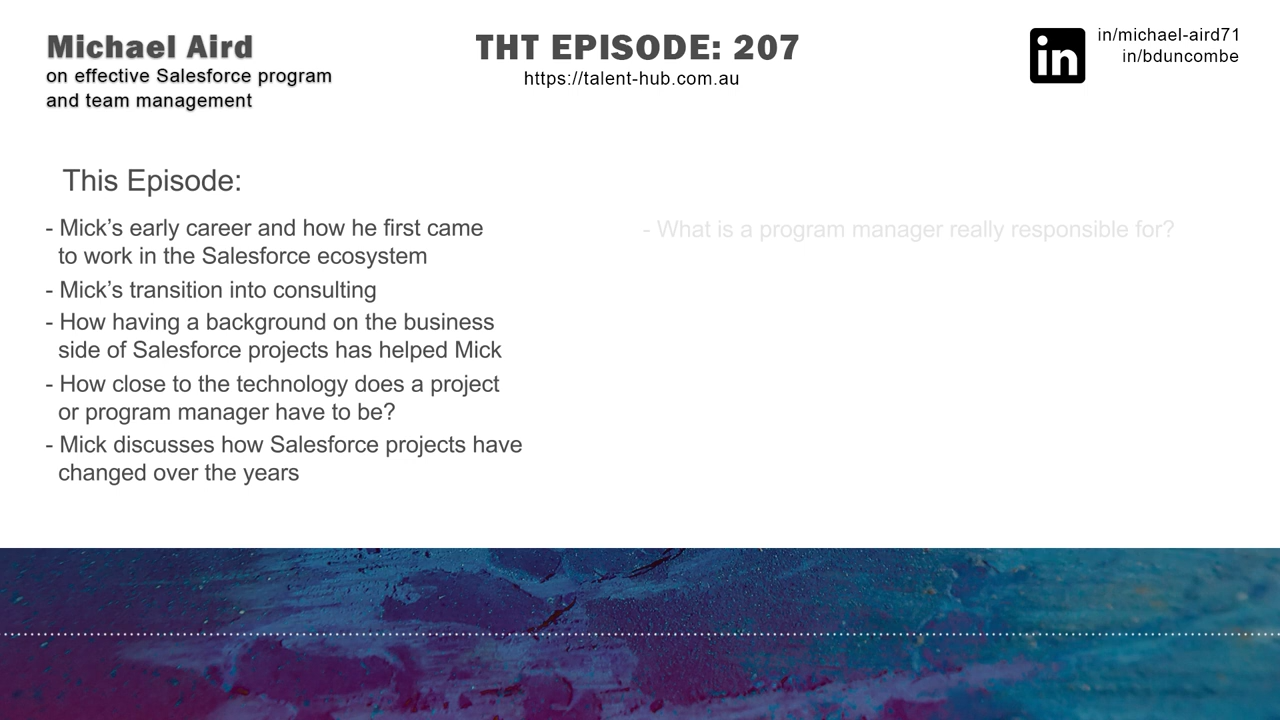 Michael Aird
on effective Salesforce program
and team management
THT EPISODE: 207
https://talent-hub.com.au
in
in/michael-aird71
in/bduncombe
This Episode:
- Mick’s early career and how he first came
to work in the Salesforce ecosystem
- Mick’s transition into consulting
- How having a background on the business
side of Salesforce projects has helped Mick
- How close to the technology does a project
or program manager have to be?
- Mick discusses how Salesforce projects have
changed over the years
- What is a program manager really responsible for?